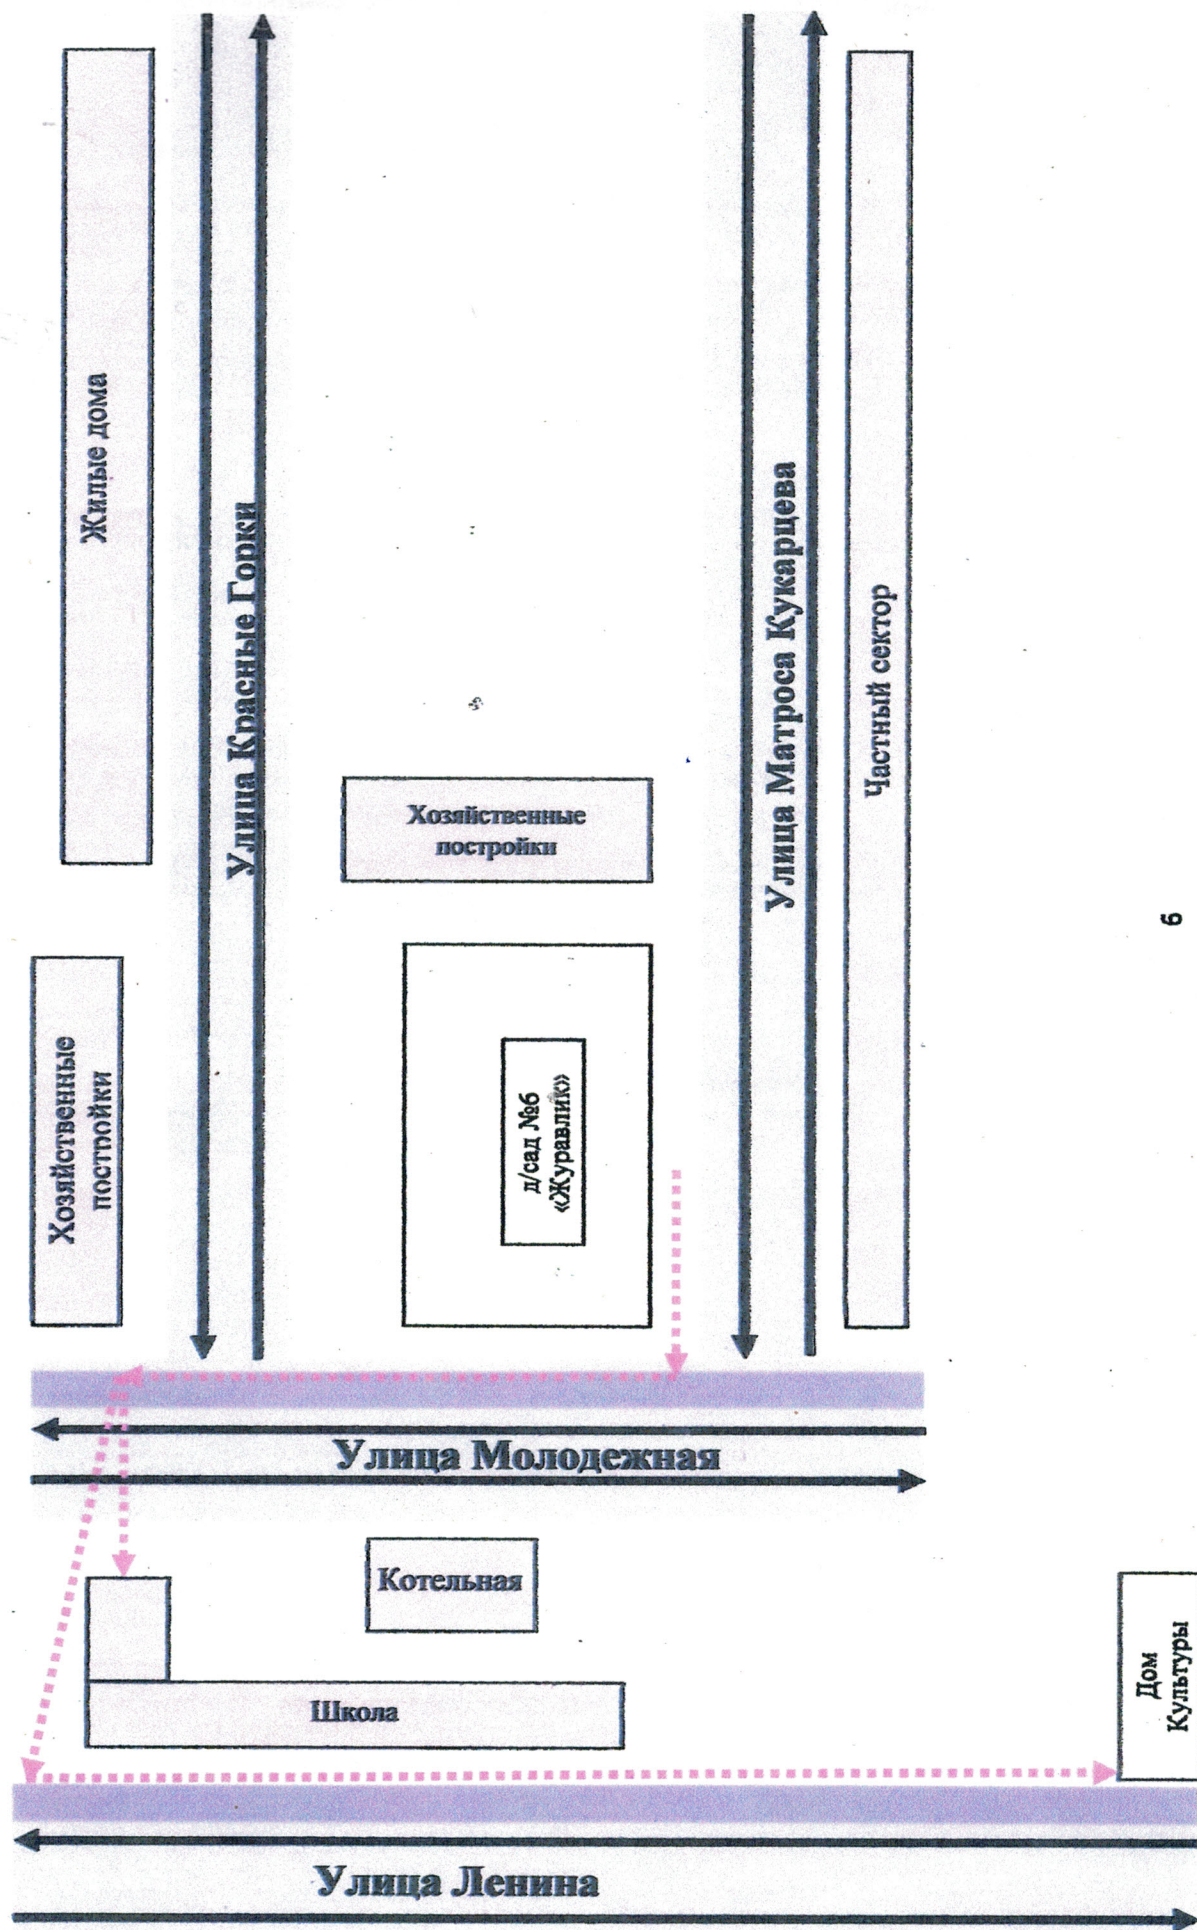 Жилые дома
Улица Красные Горки
Хозяйственные
постройки
Улица Матроса Кукарцева
Частный сектор
Хозяйственные
постройки
д/сад №6
«Журавлик»
6
Улица Молодежная
Котельная
Школа
Дом
Культуры
Улица Ленина